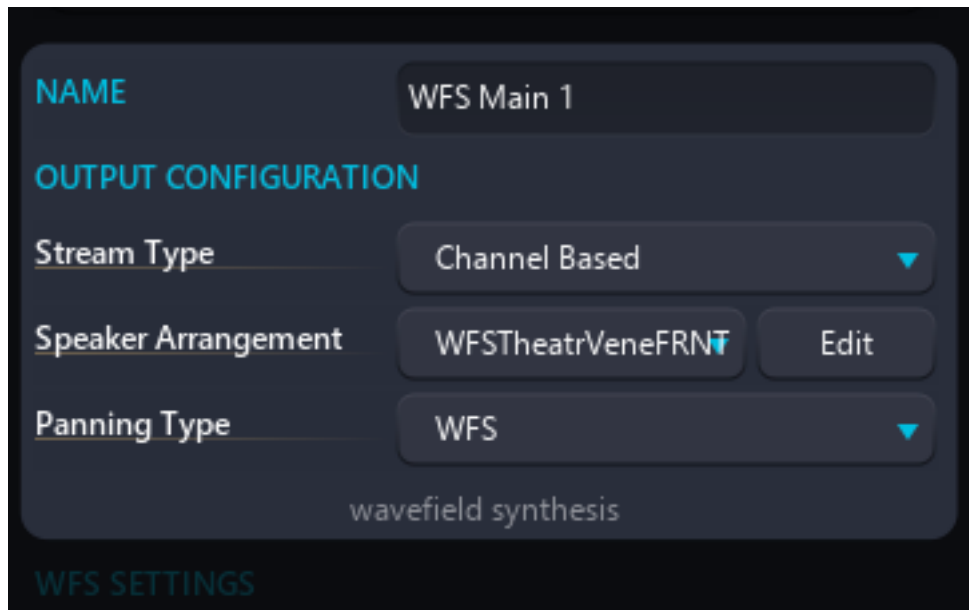 NAME
WFS Main 1
OUTPUT CONFIGURATION
Stream Type
Channel Based
Speaker Arrangement
WFSTheatrVeneFRNT
Edit
Panning Type
WFS
wavefield synthesis
WFS SETTINGS